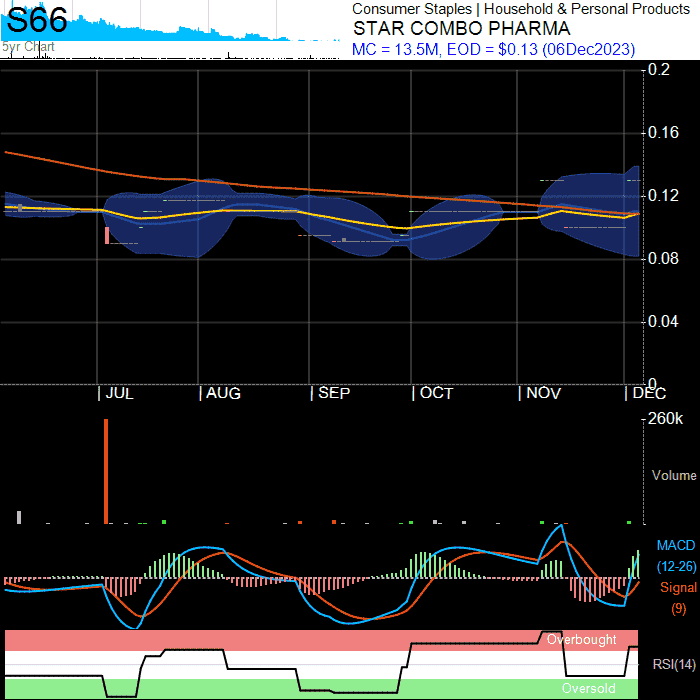 S66
5yr Chart
Consumer Staples | Household & Personal Products
STAR COMBO PHARMA
MC = 13.5M, EOD = $0.13 (06Dec2023)
0.2
0.16
0.12
0.08
0.04
0
| JUL
| AUG
| SEP
| OCT
| NOV
| DEC
260k
Volume
MACD
(12-26)
Signal
(9)
Overbought
RSI(14)
Oversold